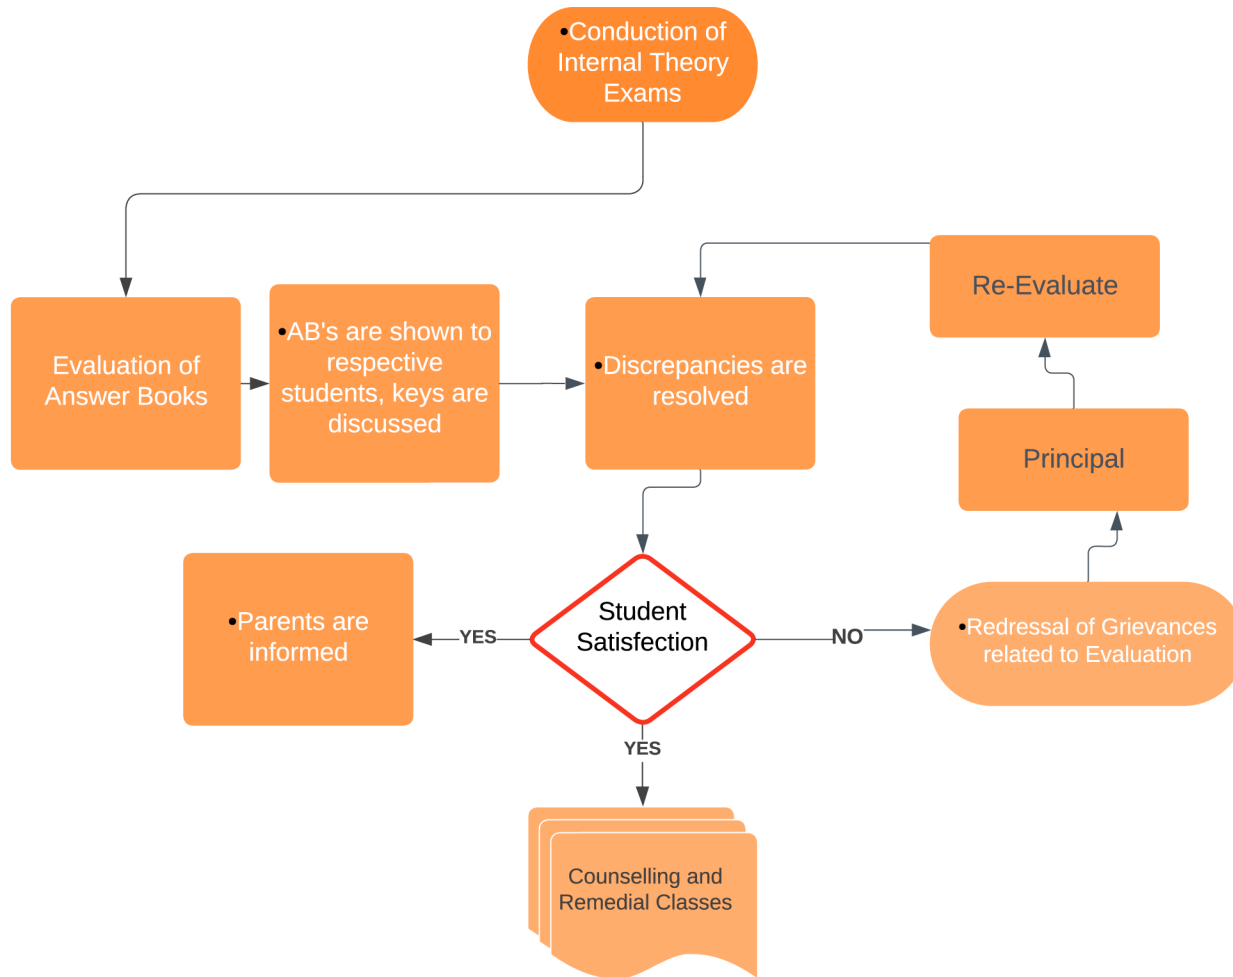 •Conduction of
Internal Theory
Exams
Re-Evaluate
Evaluation of
Answer Books
•AB's are shown to
respective
students, keys are
discussed
•Discrepancies are
resolved
Principal
•Parents are
informed
YES
Student
Satisfection
NO
•Redressal of Grievances
related to Evaluation
YES
Counselling and
Remedial Classes